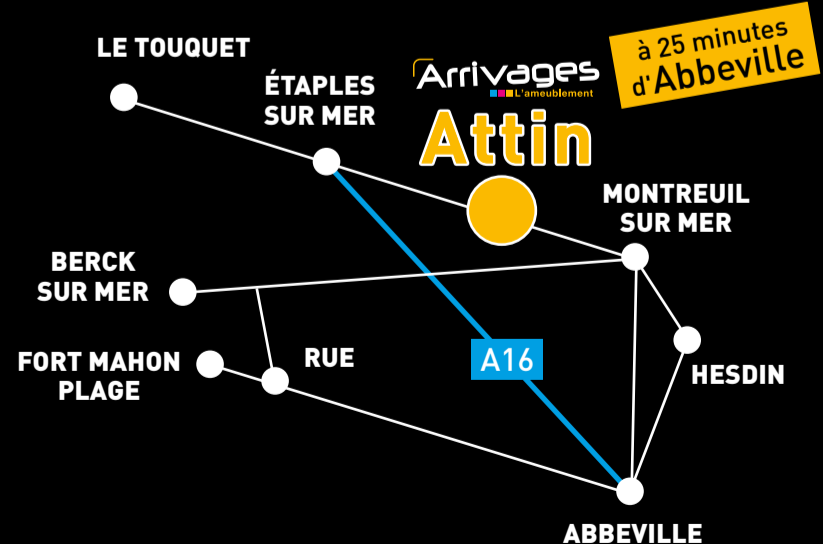 LE TOUQUET
ÉTAPLES
SUR MER
Arrivages
L'ameublement
Attin
à 25 minutes
d'Abbeville
MONTREUIL
SUR MER
BERCK
SUR MER
FORT MAHON
PLAGE
RUE
A16
HESDIN
ABBEVILLE